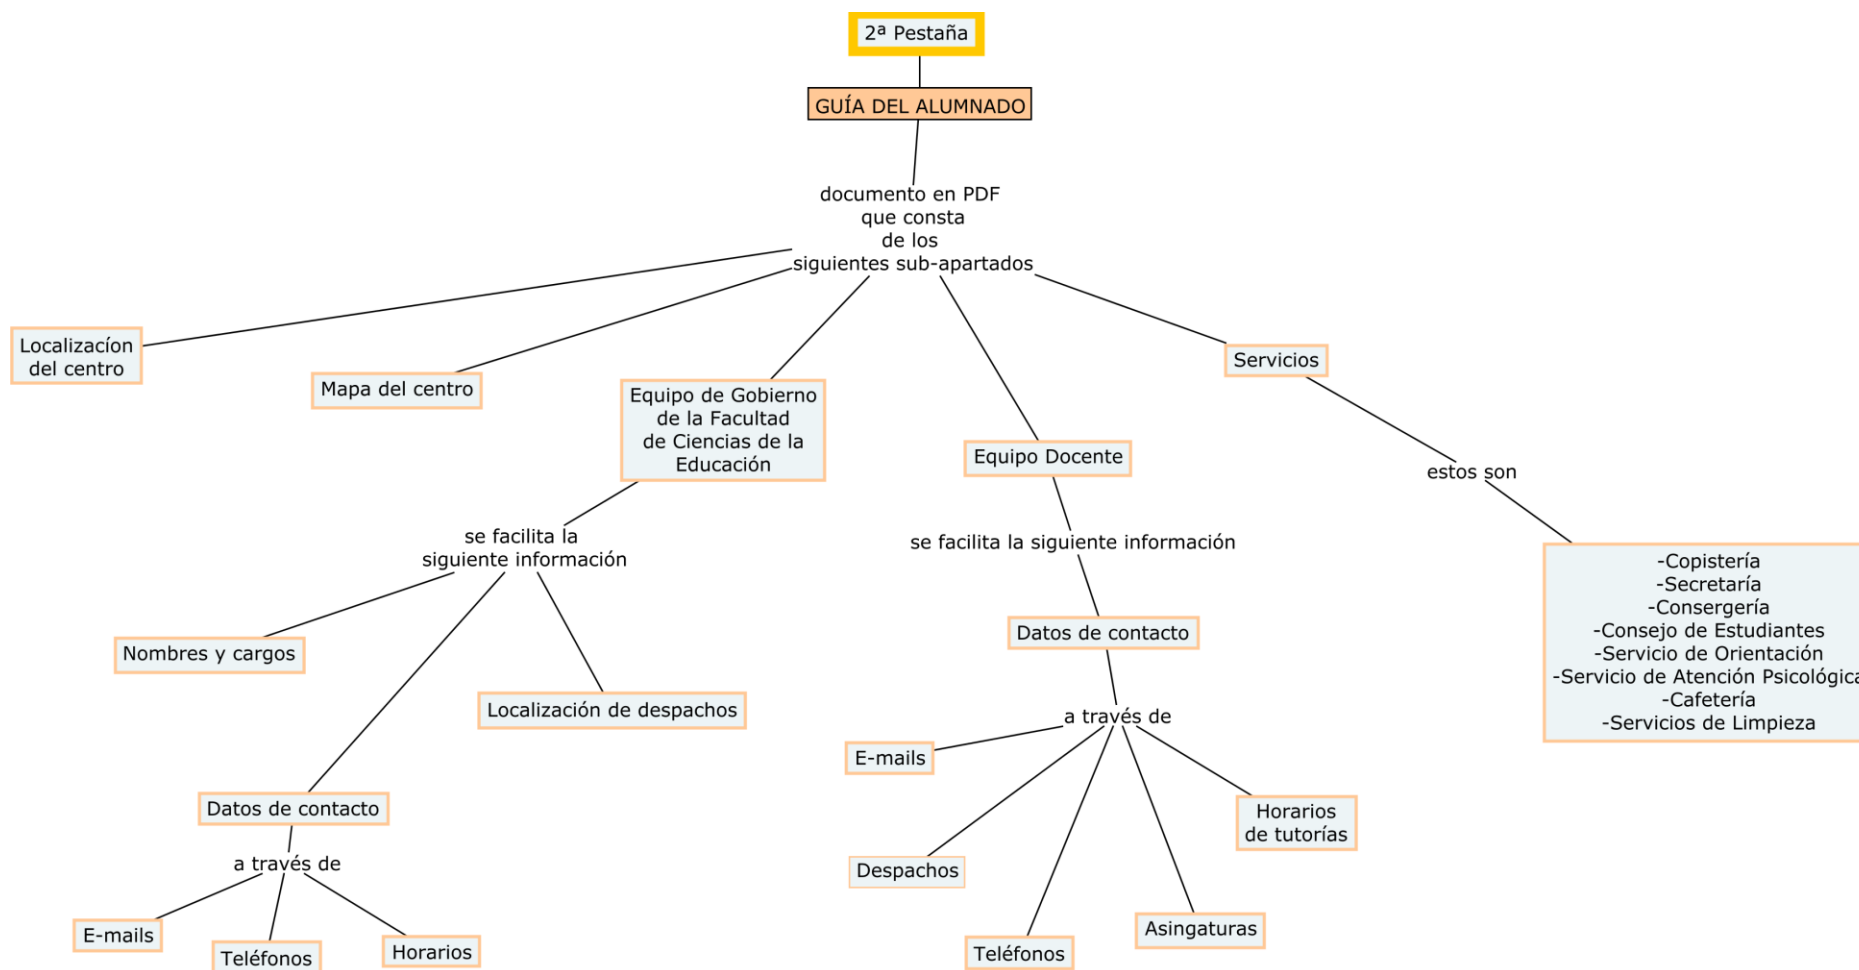 2ª Pestaña
GUÍA DEL ALUMNADO
documento en PDF
que consta
de los
siguientes sub-apartados
Localizacíon
del centro
Mapa del centro
Equipo de Gobierno
de la Facultad
de Ciencias de la
Educación
Equipo Docente
Servicios
se facilita la
siguiente información
se facilita la siguiente información
estos son
Nombres y cargos
Localización de despachos
Datos de contacto
a través de
E-mails
Teléfonos
Horarios
Datos de contacto
a través de
E-mails
Despachos
Teléfonos
Asingaturas
Horarios
de tutorías
-Copistería
-Secretaría
-Consergería
-Consejo de Estudiantes
-Servicio de Orientación
-Servicio de Atención Psicológica
-Cafetería
-Servicios de Limpieza